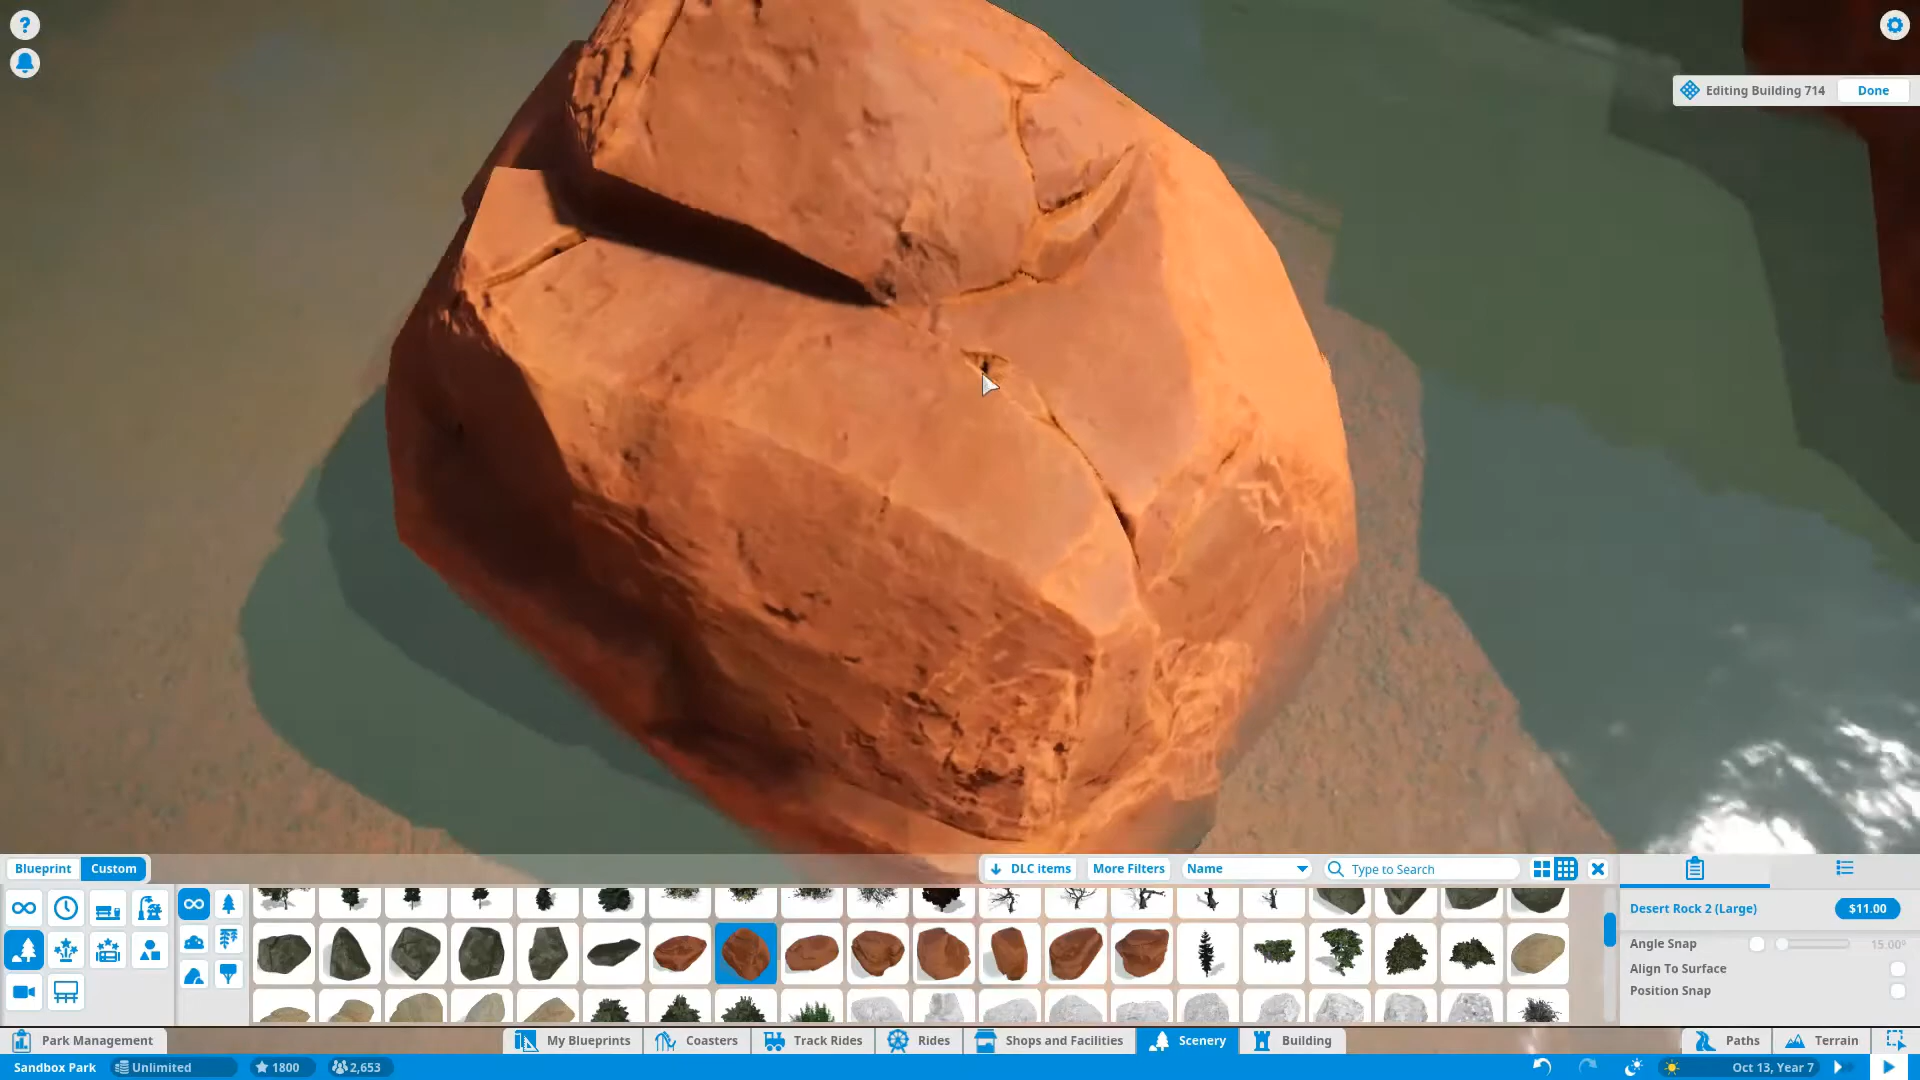 ?
Editing Building 714 Done
Blueprint Custom
DLC items More Filters Name Type to Search
Desert Rock 2 (Large) $11.00
Angle Snap 15.00°
Align To Surface
Position Snap
Park Management My Blueprints Coasters Track Rides Rides Shops and Facilities Scenery Building Paths Terrain
Sandbox Park Unlimited 1800 2,653 Oct 13, Year 7